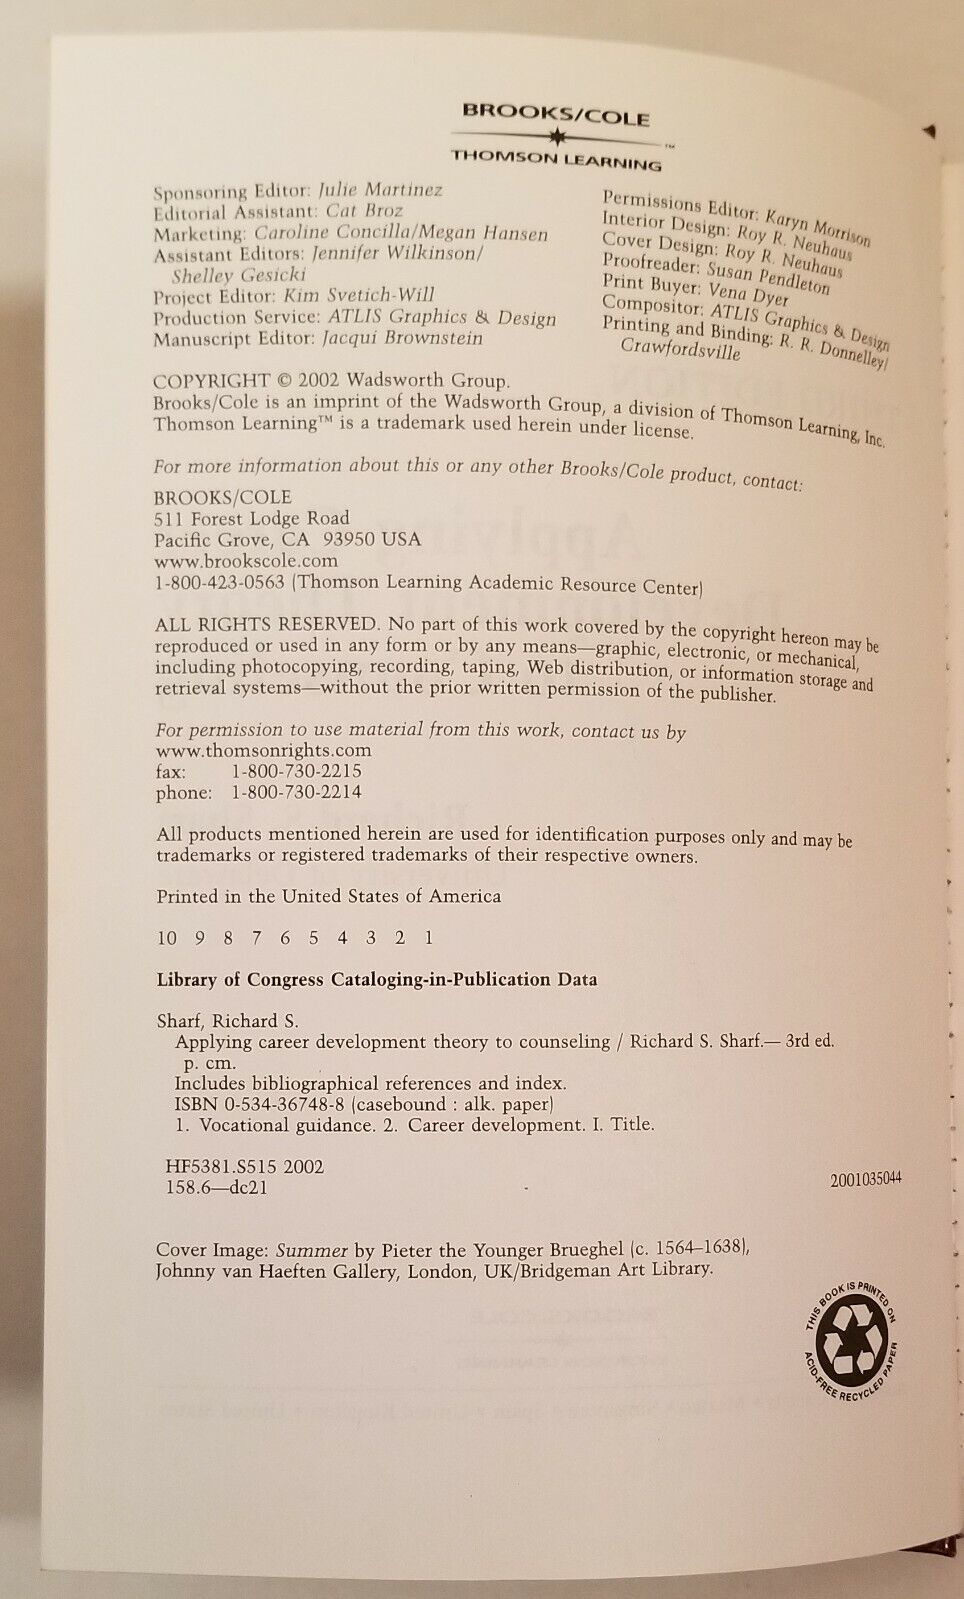 BROOKS/COLE
THOMSON LEARNING™
Sponsoring Editor: Julie Martinez
Editorial Assistant: Cat Broz
Marketing: Caroline Concilla/Megan Hansen
Assistant Editors: Jennifer Wilkinson/
Shelley Gesicki
Project Editor: Kim Svetich-Will
Production Service: ATLIS Graphics & Design
Manuscript Editor: Jacqui Brownstein
Permissions Editor: Karyn Morrison
Interior Design: Roy R. Neuhaus
Cover Design: Roy R. Neuhaus
Proofreader: Susan Pendleton
Print Buyer: Vena Dyer
Compositor: ATLIS Graphics & Design
Printing and Binding: R. R. Donnelley/
Crawfordsville
COPYRIGHT © 2002 Wadsworth Group.
Brooks/Cole is an imprint of the Wadsworth Group, a division of Thomson Learning, Inc.
Thomson Learning™ is a trademark used herein under license.
For more information about this or any other Brooks/Cole product, contact:
BROOKS/COLE
511 Forest Lodge Road
Pacific Grove, CA 93950 USA
www.brookscole.com
1-800-423-0563 (Thomson Learning Academic Resource Center)
ALL RIGHTS RESERVED. No part of this work covered by the copyright hereon may be
reproduced or used in any form or by any means—graphic, electronic, or mechanical,
including photocopying, recording, taping, Web distribution, or information storage and
retrieval systems—without the prior written permission of the publisher.
For permission to use material from this work, contact us by
www.thomsonrights.com
fax: 1-800-730-2215
phone: 1-800-730-2214
All products mentioned herein are used for identification purposes only and may be
trademarks or registered trademarks of their respective owners.
Printed in the United States of America
10 9 8 7 6 5 4 3 2 1
Library of Congress Cataloging-in-Publication Data
Sharf, Richard S.
Applying career development theory to counseling / Richard S. Sharf.— 3rd ed.
p. cm.
Includes bibliographical references and index.
ISBN 0-534-36748-8 (casebound : alk. paper)
1. Vocational guidance. 2. Career development. I. Title.
HF5381.S515 2002
158.6—dc21
2001035044
Cover Image: Summer by Pieter the Younger Brueghel (c. 1564–1638),
Johnny van Haeften Gallery, London, UK/Bridgeman Art Library.
THIS BOOK IS PRINTED ON
ACID-FREE RECYCLED PAPER